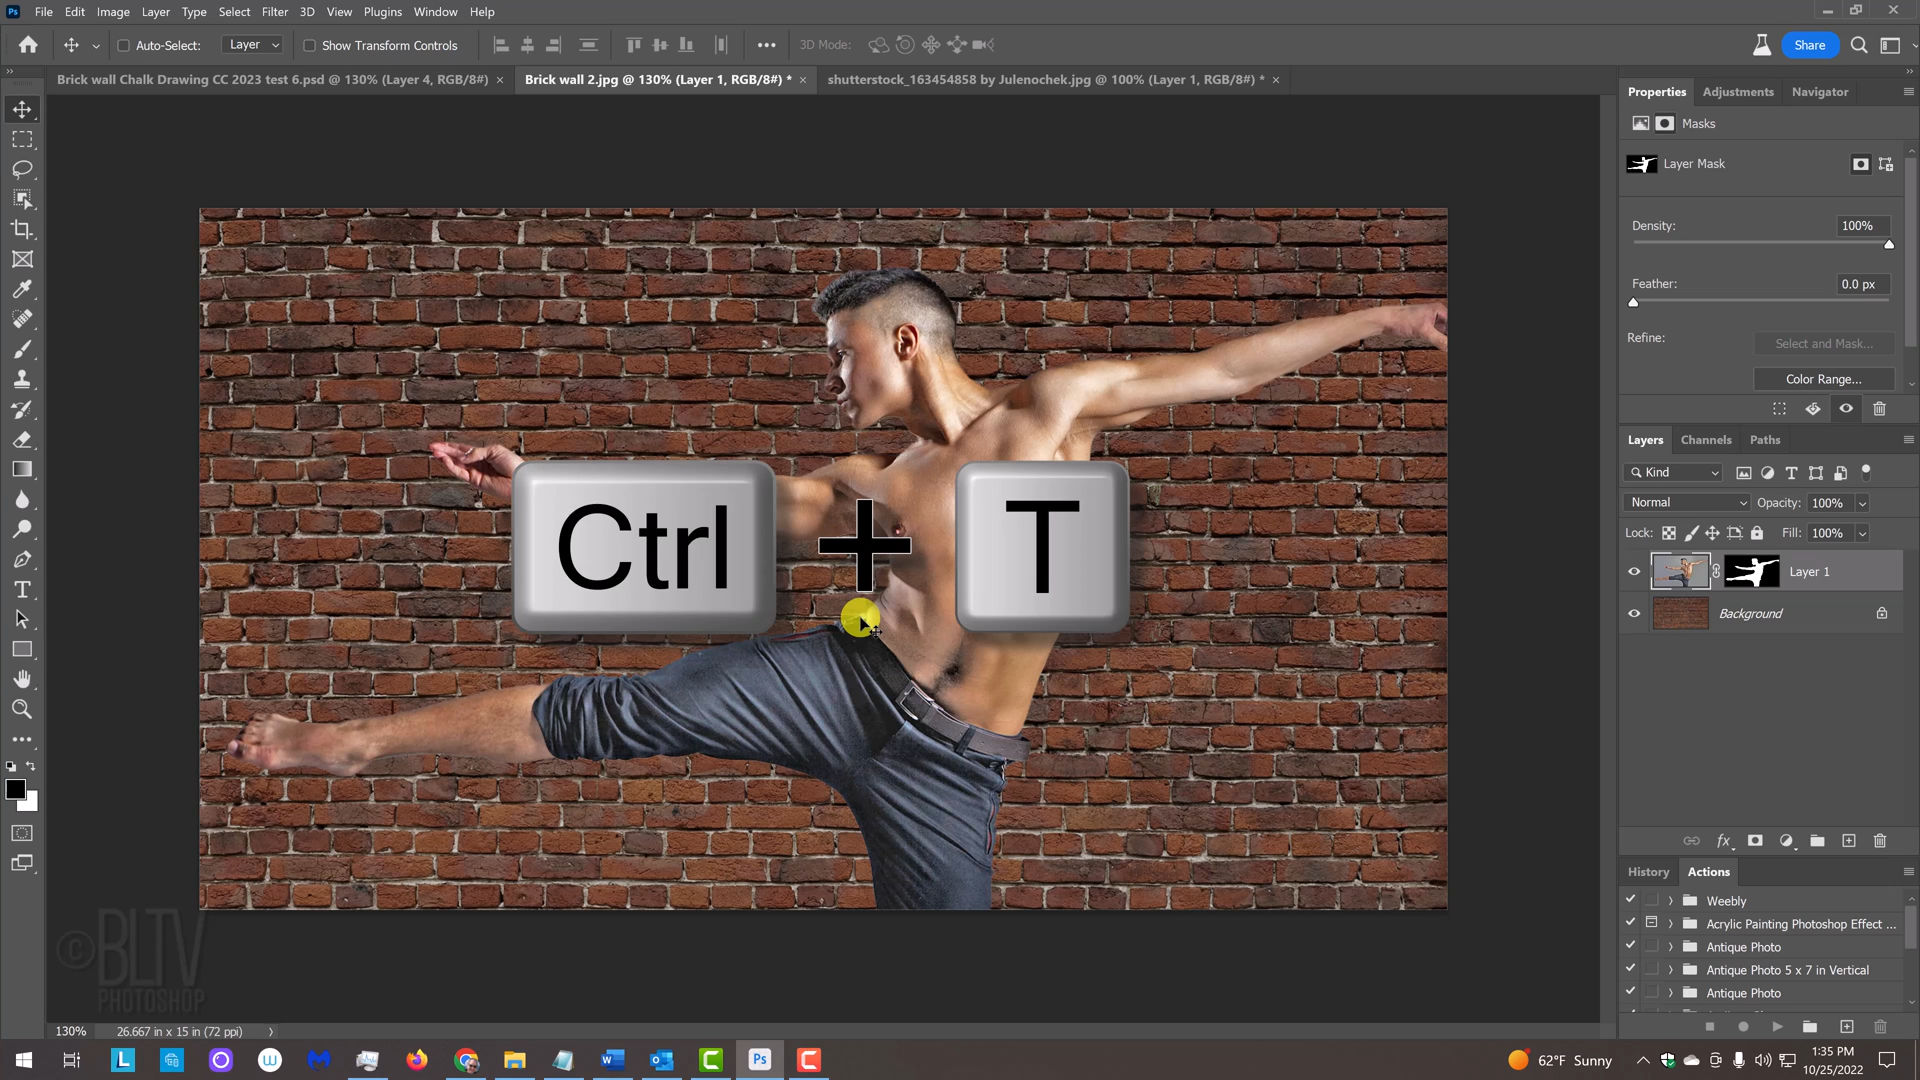 Ps File Edit Image Layer Type Select Filter 3D View Plugins Window Help
Auto-Select: Layer Show Transform Controls 3D Mode: Share
Brick wall Chalk Drawing CC 2023 test 6.psd @ 130% (Layer 4, RGB/8#) × Brick wall 2.jpg @ 130% (Layer 1, RGB/8#) * × shutterstock_163454858 by Julenochek.jpg @ 100% (Layer 1, RGB/8#) * ×
Properties Adjustments Navigator
Masks
Layer Mask
Density: 100%
Feather: 0.0 px
Refine: Select and Mask...
Color Range...
Layers Channels Paths
Kind
Normal Opacity: 100%
Lock: Fill: 100%
Layer 1
Background
fx
History Actions
Weebly
Acrylic Painting Photoshop Effect ...
Antique Photo
Antique Photo 5 x 7 in Vertical
Antique Photo
Ctrl + T
©BLTV
PHOTOSHOP
130% 26.667 in x 15 in (72 ppi)
62°F Sunny
1:35 PM
10/25/2022